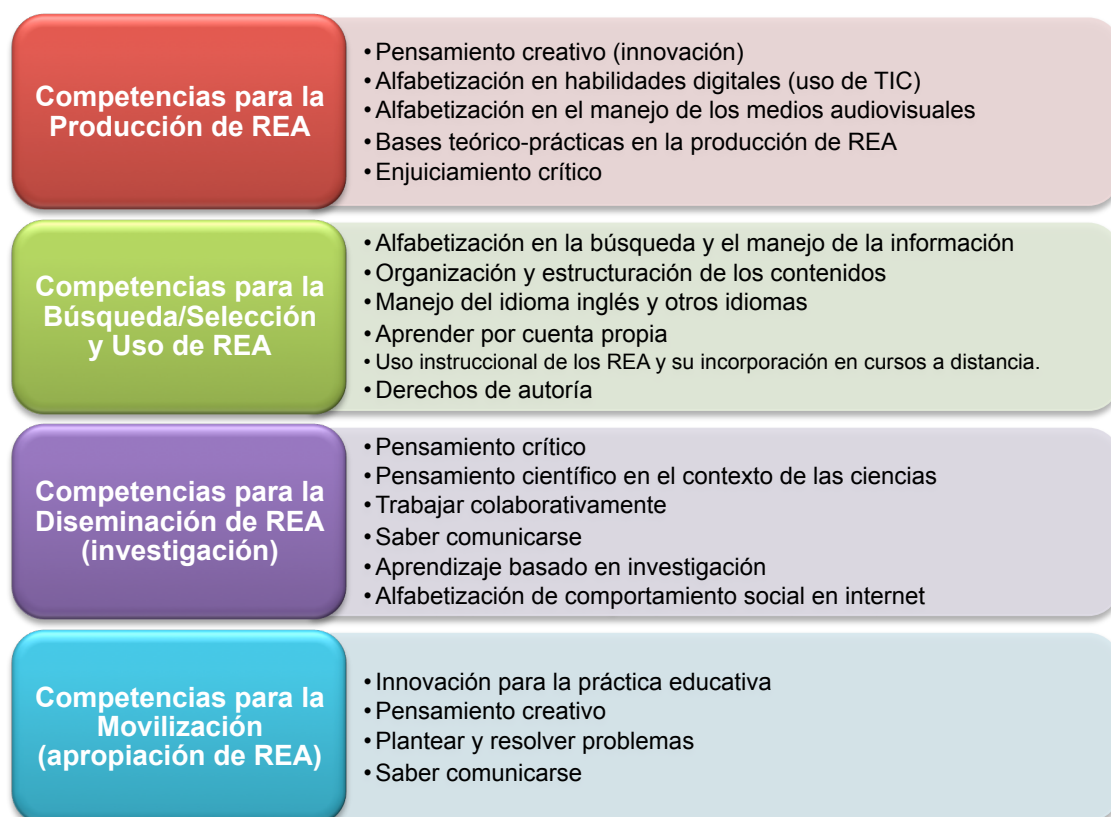 Competencias para la
Producción de REA
•Pensamiento creativo (innovación)
•Alfabetización en habilidades digitales (uso de TIC)
•Alfabetización en el manejo de los medios audiovisuales
•Bases teórico-prácticas en la producción de REA
•Enjuiciamiento crítico
Competencias para la
Búsqueda/Selección
y Uso de REA
•Alfabetización en la búsqueda y el manejo de la información
•Organización y estructuración de los contenidos
•Manejo del idioma inglés y otros idiomas
•Aprender por cuenta propia
•Uso instruccional de los REA y su incorporación en cursos a distancia.
•Derechos de autoría
Competencias para la
Diseminación de REA
(investigación)
•Pensamiento crítico
•Pensamiento científico en el contexto de las ciencias
•Trabajar colaborativamente
•Saber comunicarse
•Aprendizaje basado en investigación
•Alfabetización de comportamiento social en internet
Competencias para la
Movilización
(apropiación de REA)
•Innovación para la práctica educativa
•Pensamiento creativo
•Plantear y resolver problemas
•Saber comunicarse